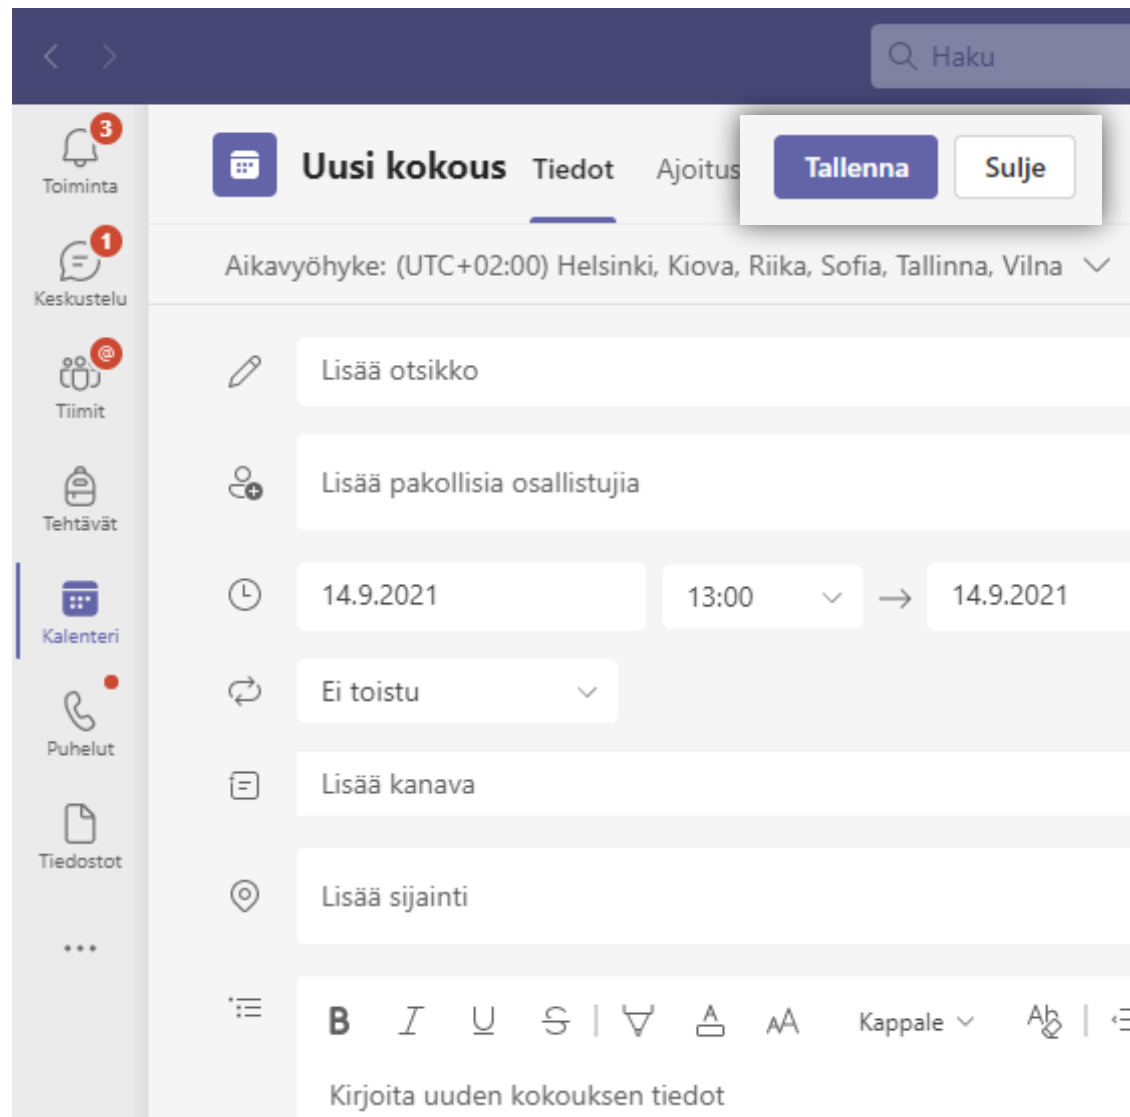 Haku
3
Toiminta
Uusi kokous Tiedot Ajoitus Tallenna Sulje
1
Keskustelu
Aikavyöhyke: (UTC+02:00) Helsinki, Kiova, Riika, Sofia, Tallinna, Vilna
@
Tiimit
Lisää otsikko
Tehtävät
Lisää pakollisia osallistujia
Kalenteri
14.9.2021 13:00 → 14.9.2021
Puhelut
Ei toistu
Lisää kanava
Tiedostot
Lisää sijainti
B I U S A AA Kappale Ab
Kirjoita uuden kokouksen tiedot